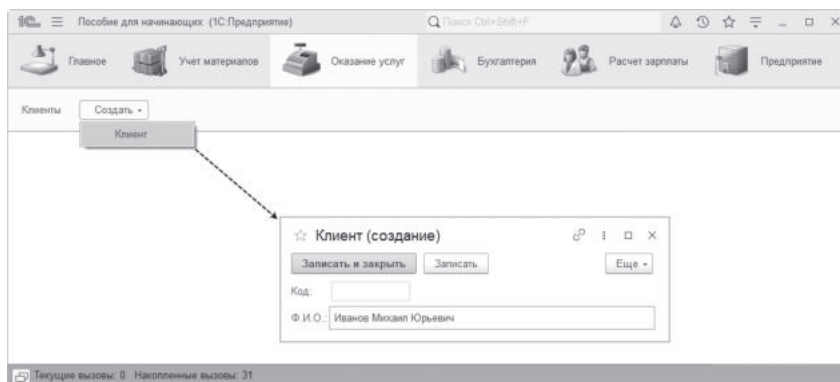 1С Пособие для начинающих (1С:Предприятие) Поиск Ctrl+Shift+F
Главное Учет материалов Оказание услуг Бухгалтерия Расчет зарплаты Предприятие
Клиенты Создать
Клиент
Клиент (создание)
Записать и закрыть Записать Еще
Код:
Ф.И.О.: Иванов Михаил Юрьевич
Текущие вызовы: 0 Накопленные вызовы: 31